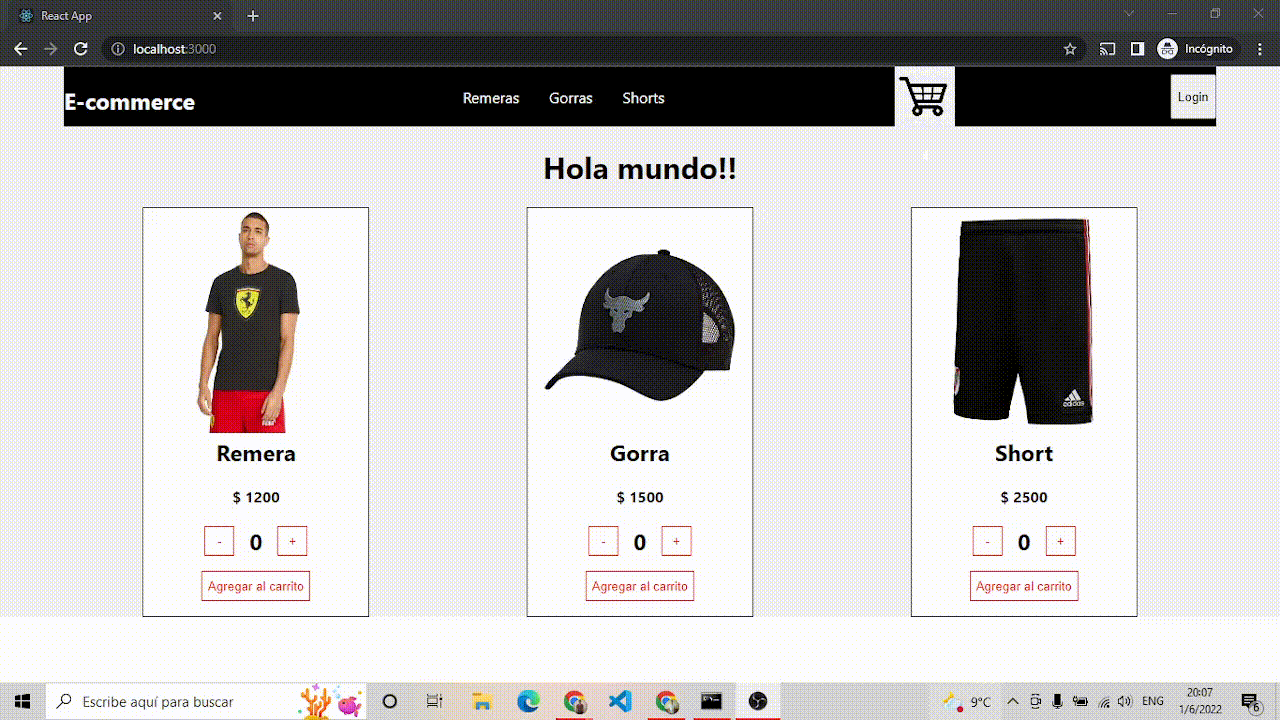 React App
localhost:3000
Incógnito
E-commerce
Remeras Gorras Shorts
Login
Hola mundo!!
Remera
$ 1200
- 0 +
Agregar al carrito
Gorra
$ 1500
- 0 +
Agregar al carrito
Short
$ 2500
- 0 +
Agregar al carrito
adidas
Escribe aquí para buscar
9°C
ENG
20:07
1/6/2022
6